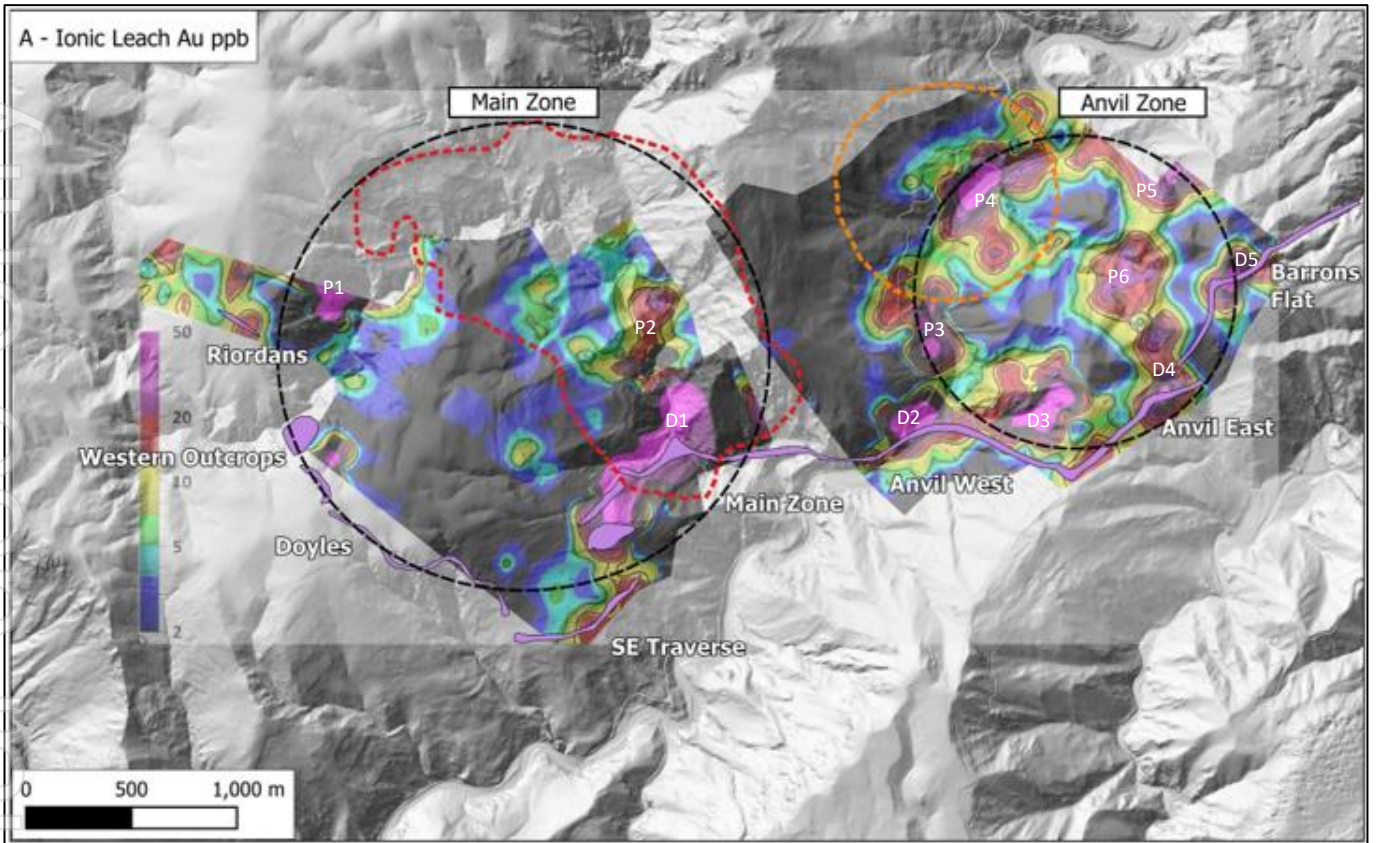 A - Ionic Leach Au ppb
Main Zone
Anvil Zone
P4
P5
D5
Barrons
Flat
P6
P1
P2
P3
50
Riordans
D4
20
D1
D2
D3
Anvil East
Western Outcrops
10
Anvil West
Main Zone
5
Doyles
2
SE Traverse
0 500 1,000 m